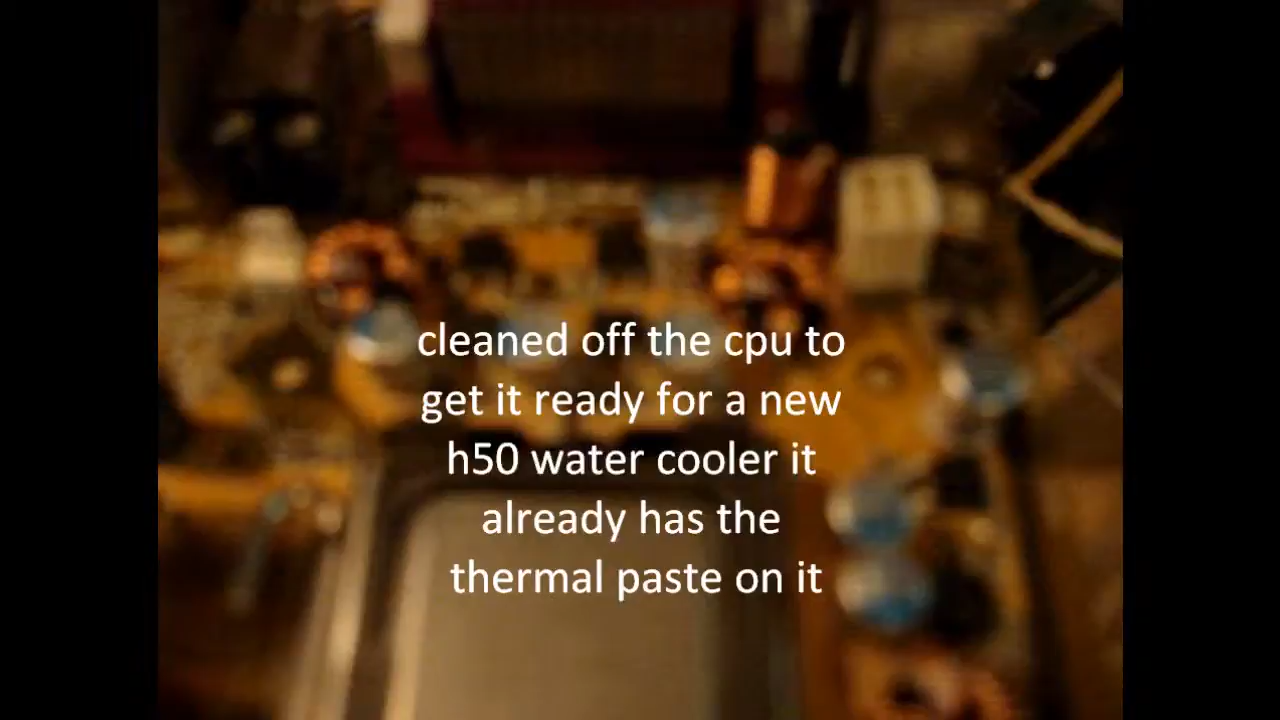 cleaned off the cpu to
get it ready for a new
h50 water cooler it
already has the
thermal paste on it